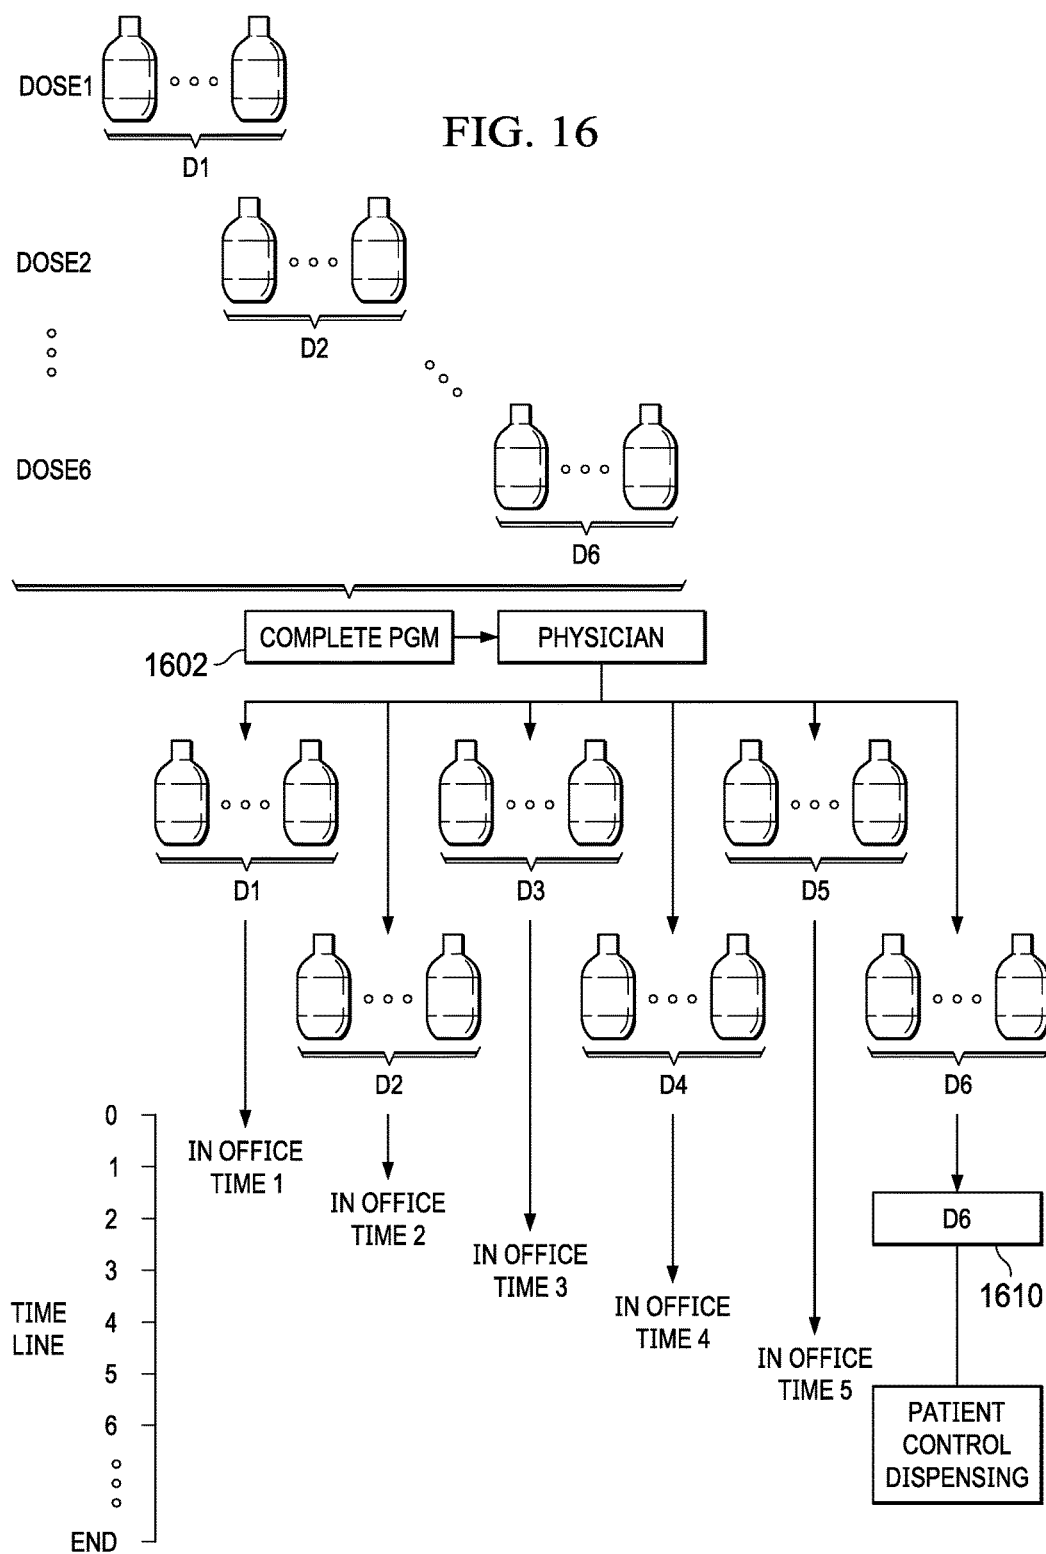 DOSE1
D1
FIG. 16
DOSE2
D2
DOSE6
D6
COMPLETE PGM
PHYSICIAN
1602
D1
D3
D5
D2
D4
D6
0
1
2
3
4
5
6
END
TIME
LINE
IN OFFICE
TIME 1
IN OFFICE
TIME 2
IN OFFICE
TIME 3
IN OFFICE
TIME 4
IN OFFICE
TIME 5
D6
1610
PATIENT
CONTROL
DISPENSING